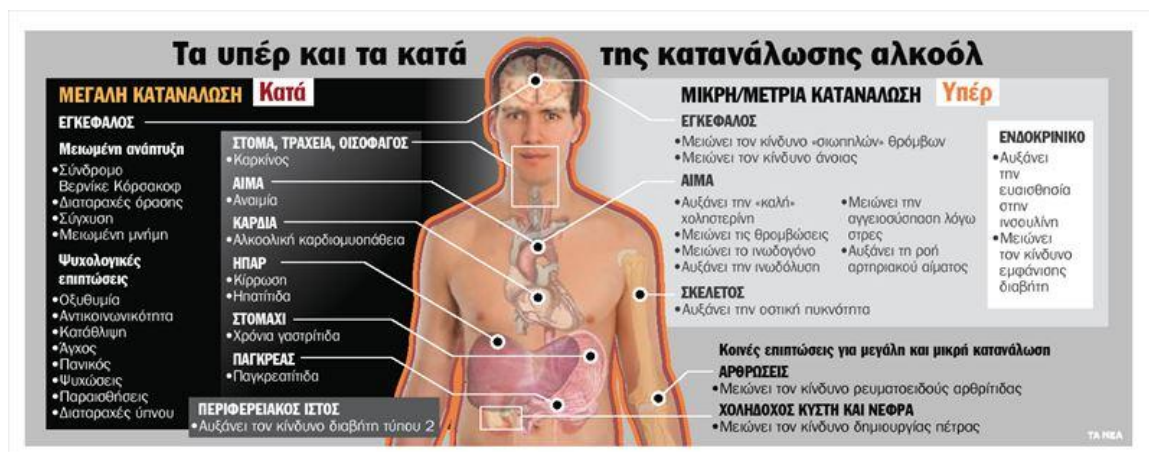 Τα υπέρ και τα κατά της κατανάλωσης αλκοόλ
ΜΕΓΑΛΗ ΚΑΤΑΝΑΛΩΣΗ Κατά
ΕΓΚΕΦΑΛΟΣ
Μειωμένη ανάπτυξη
•Σύνδρομο
Βερνίκε Κόρσακοφ
•Διαταραχές όρασης
•Σύγχυση
•Μειωμένη μνήμη
Ψυχολογικές
επιπτώσεις
•Οξυθυμία
•Αντικοινωνικότητα
•Κατάθλιψη
•Άγχος
•Πανικός
•Ψυχώσεις
•Παραισθήσεις
•Διαταραχές ύπνου
ΣΤΟΜΑ, ΤΡΑΧΕΙΑ, ΟΙΣΟΦΑΓΟΣ
•Καρκίνος
ΑΙΜΑ
•Αναιμία
ΚΑΡΔΙΑ
•Αλκοολική καρδιομυοπάθεια
ΗΠΑΡ
•Κίρρωση
•Ηπατίτιδα
ΣΤΟΜΑΧΙ
•Χρόνια γαστρίτιδα
ΠΑΓΚΡΕΑΣ
•Παγκρεατίτιδα
ΠΕΡΙΦΕΡΕΙΑΚΟΣ ΙΣΤΟΣ
•Αυξάνει τον κίνδυνο διαβήτη τύπου 2
ΜΙΚΡΗ/ΜΕΤΡΙΑ ΚΑΤΑΝΑΛΩΣΗ Υπέρ
ΕΓΚΕΦΑΛΟΣ
•Μειώνει τον κίνδυνο «σιωπηλών» θρόμβων
•Μειώνει τον κίνδυνο άνοιας
ΑΙΜΑ
•Αυξάνει την «καλή»
χοληστερίνη
•Μειώνει τις θρομβώσεις
•Μειώνει το ινωδογόνο
•Αυξάνει την ινωδόλυση
•Μειώνει την
αγγειοσύσπαση λόγω
στρες
•Αυξάνει τη ροή
αρτηριακού αίματος
ΣΚΕΛΕΤΟΣ
•Αυξάνει την οστική πυκνότητα
ΕΝΔΟΚΡΙΝΙΚΟ
•Αυξάνει
την
ευαισθησία
στην
ινσουλίνη
•Μειώνει
τον κίνδυνο
εμφάνισης
διαβήτη
Κοινές επιπτώσεις για μεγάλη και μικρή κατανάλωση
ΑΡΘΡΩΣΕΙΣ
•Μειώνει τον κίνδυνο ρευματοειδούς αρθρίτιδας
ΧΟΛΗΔΟΧΟΣ ΚΥΣΤΗ ΚΑΙ ΝΕΦΡΑ
•Μειώνει τον κίνδυνο δημιουργίας πέτρας
ΤΑ ΝΕΑ